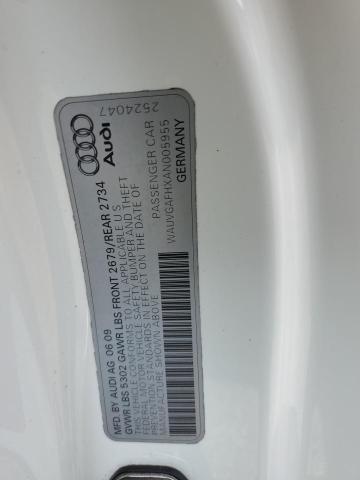 MFD. BY AUDI AG 06 09
GVWR LBS 5302 GAWR LBS FRONT 2679/REAR 2734
THIS VEHICLE CONFORMS TO ALL APPLICABLE U S
FEDERAL MOTOR VEHICLE SAFETY BUMPER AND THEFT
PREVENTION STANDARDS IN EFFECT ON THE DATE OF
MANUFACTURE SHOWN ABOVE
Audi
2524047
PASSENGER CAR
WAUVGAFHXAN005955
GERMANY